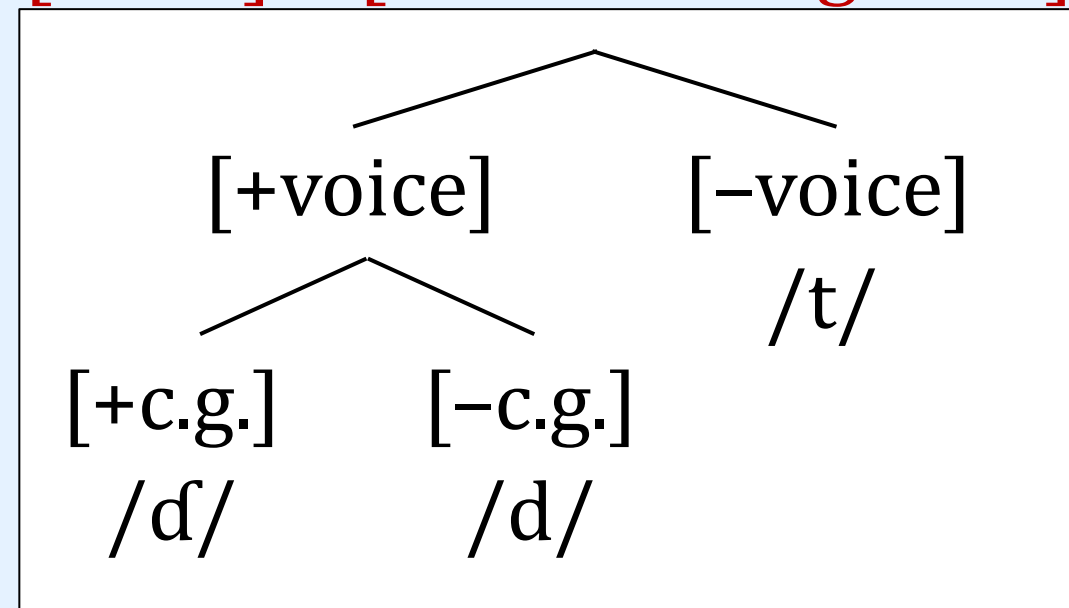 [+voice] [–voice]
/t/
[+c.g.] [–c.g.]
/ɗ/ /d/